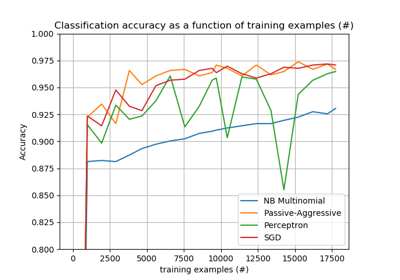 Classification accuracy as a function of training examples (#)
1.000
0.975
0.950
0.925
0.900
0.875
0.850
0.825
0.800
Accuracy
NB Multinomial
Passive-Aggressive
Perceptron
SGD
0 2500 5000 7500 10000 12500 15000 17500
training examples (#)